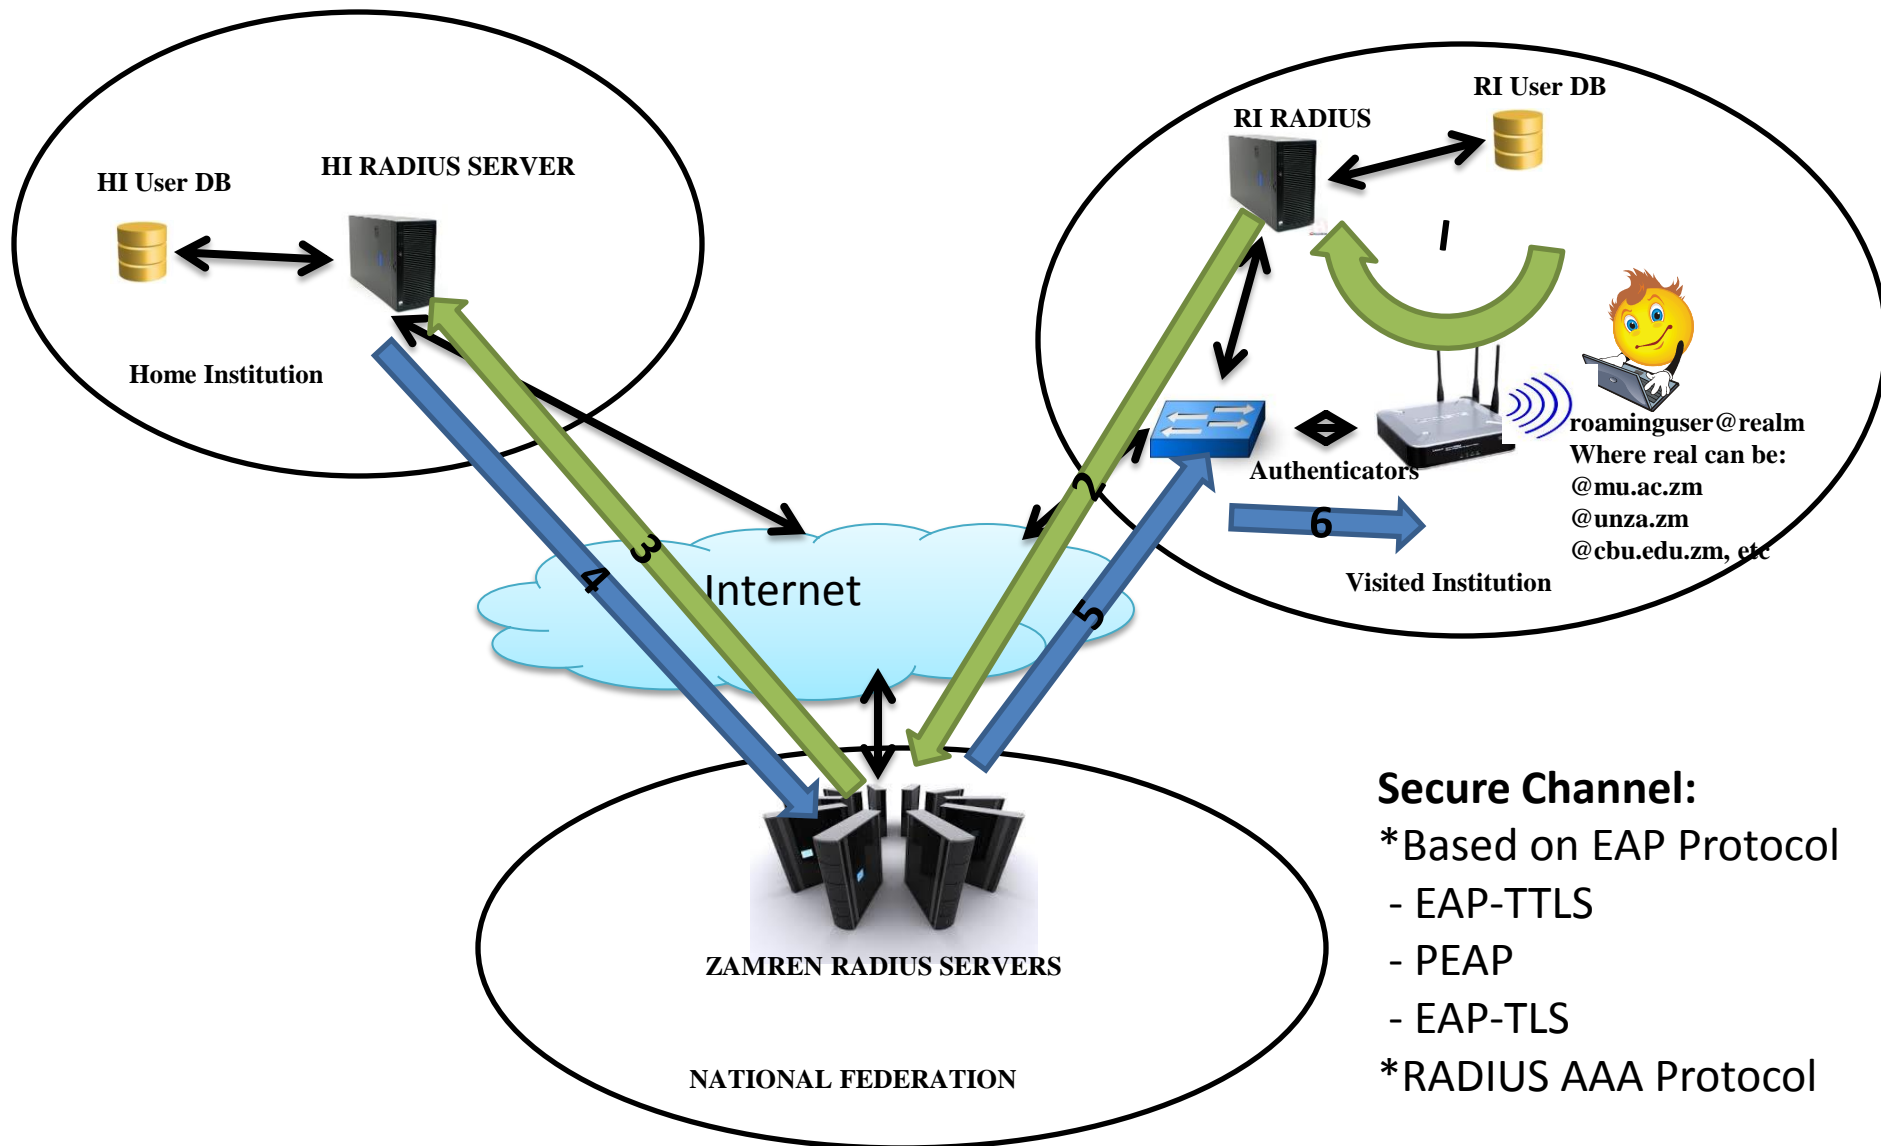 HI User DB
HI RADIUS SERVER
Home Institution
RI User DB
RI RADIUS
1
roaminguser@realm
Where real can be:
@mu.ac.zm
@unza.zm
@cbu.edu.zm, etc
Authenticators
2
6
Visited Institution
3
4
Internet
5
ZAMREN RADIUS SERVERS
NATIONAL FEDERATION
Secure Channel:
*Based on EAP Protocol
- EAP-TTLS
- PEAP
- EAP-TLS
*RADIUS AAA Protocol